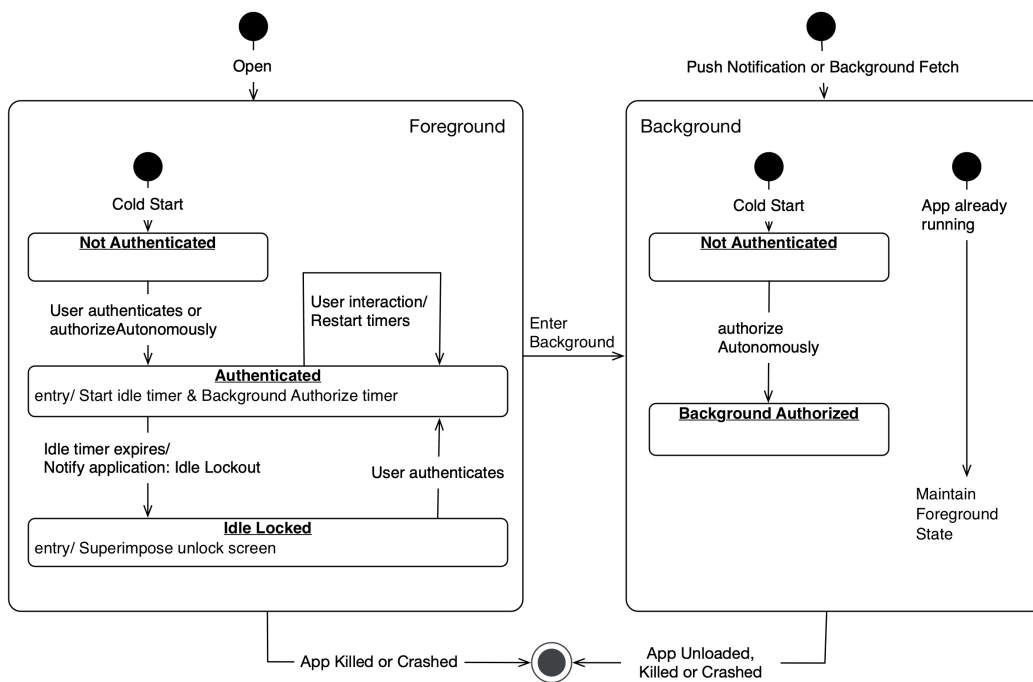 Open
Push Notification or Background Fetch
Foreground
Background
Cold Start
Not Authenticated
User authenticates or
authorizeAutonomously
User interaction/
Restart timers
Authenticated
entry/ Start idle timer & Background Authorize timer
Idle timer expires/
Notify application: Idle Lockout
User authenticates
Idle Locked
entry/ Superimpose unlock screen
Enter
Background
Cold Start
Not Authenticated
authorize
Autonomously
Background Authorized
App already
running
Maintain
Foreground
State
App Killed or Crashed
App Unloaded,
Killed or Crashed